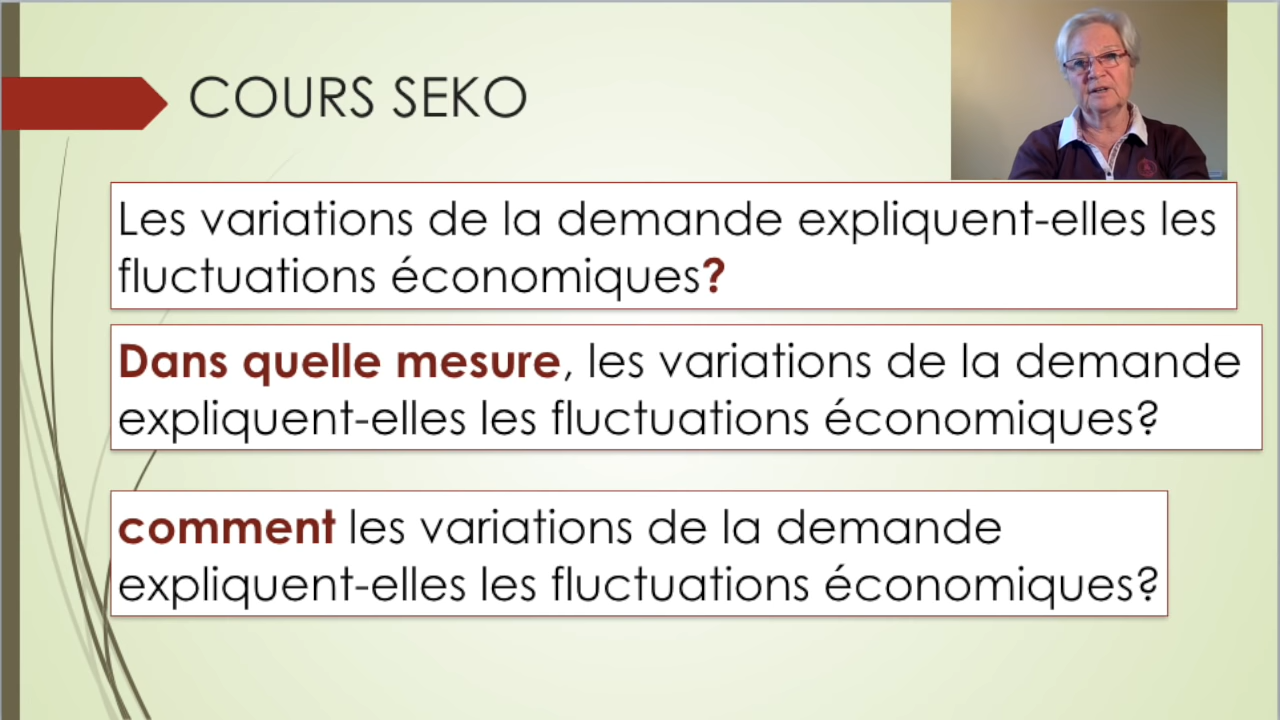 COURS SEKO
Les variations de la demande expliquent-elles les
fluctuations économiques?
Dans quelle mesure, les variations de la demande
expliquent-elles les fluctuations économiques?
comment les variations de la demande
expliquent-elles les fluctuations économiques?